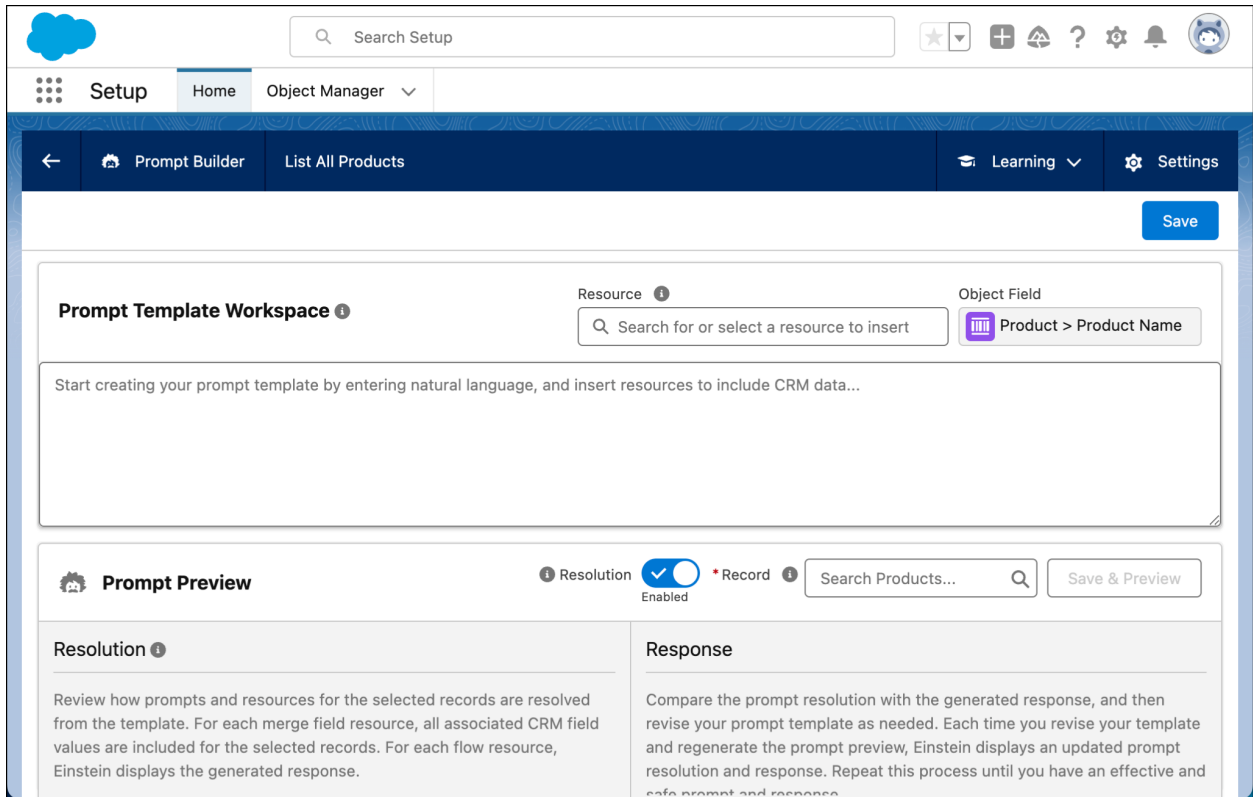 Search Setup
Setup
Home
Object Manager
Prompt Builder
List All Products
Learning
Settings
Save
Prompt Template Workspace
Resource
Search for or select a resource to insert
Object Field
Product > Product Name
Start creating your prompt template by entering natural language, and insert resources to include CRM data...
Prompt Preview
Resolution
Enabled
*Record
Search Products...
Save & Preview
Resolution
Review how prompts and resources for the selected records are resolved
from the template. For each merge field resource, all associated CRM field
values are included for the selected records. For each flow resource,
Einstein displays the generated response.
Response
Compare the prompt resolution with the generated response, and then
revise your prompt template as needed. Each time you revise your template
and regenerate the prompt preview, Einstein displays an updated prompt
resolution and response. Repeat this process until you have an effective and
safe prompt and response.